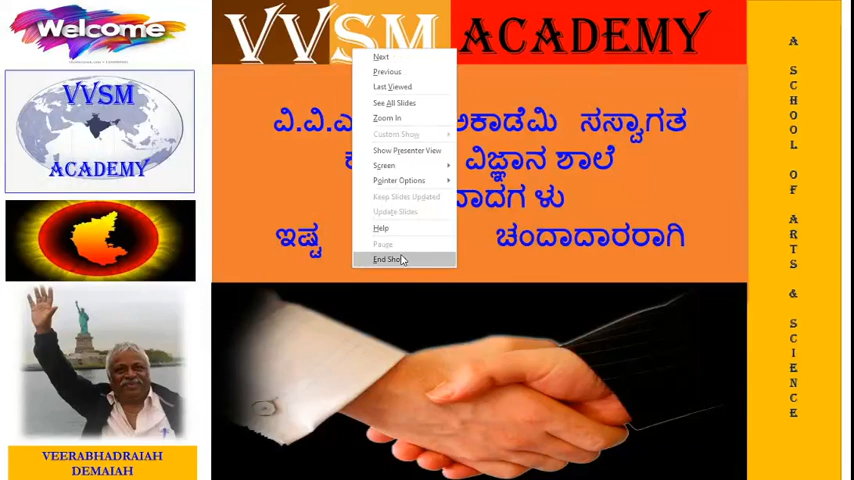 Welcome
VVSM ACADEMY
VVSM
ACADEMY
Next
Previous
Last Viewed
See All Slides
Zoom In
Custom Show
Show Presenter View
Screen
Pointer Options
Keep Slides Updated
Update Slides
Help
Pause
End Show
ವಿ.ವಿ. ಅಕಾಡೆಮಿ ಸಸ್ವಾಗತ
ವಿಜ್ಞಾನ ಶಾಲೆ
ಇಷ್ಟ ಚಂದಾದಾರರಾಗಿ
VEERABHADRAIAH
DEMAIAH
A SCHOOL OF ARTS & SCIENCE